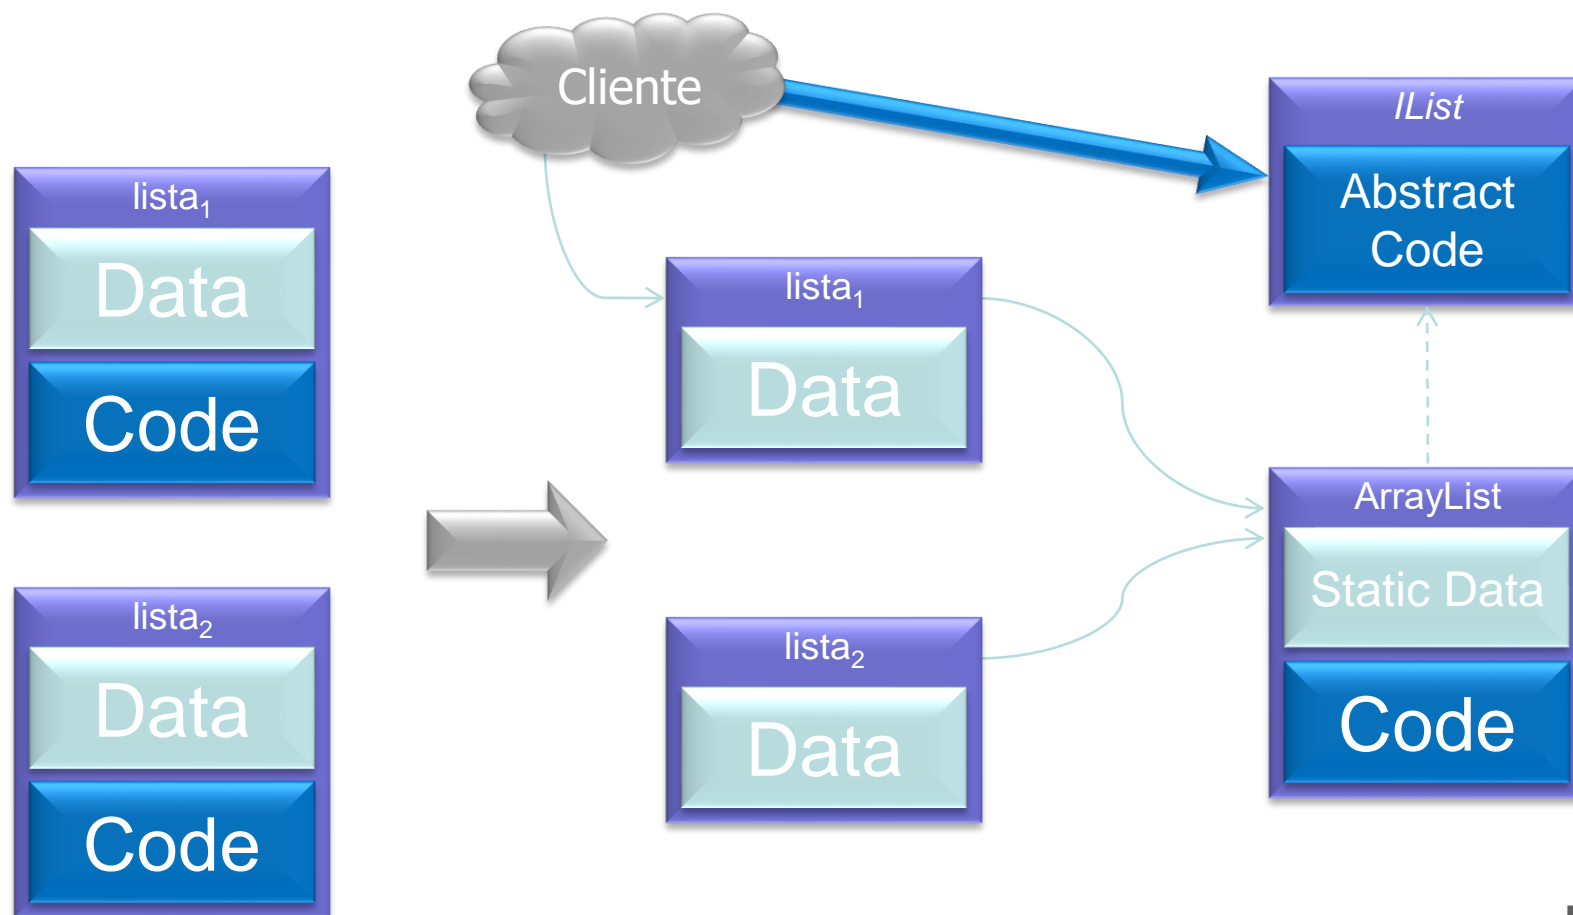 Cliente
IList
Abstract
Code
lista₁
Data
Code
lista₁
Data
ArrayList
Static Data
Code
lista₂
Data
Code
lista₂
Data